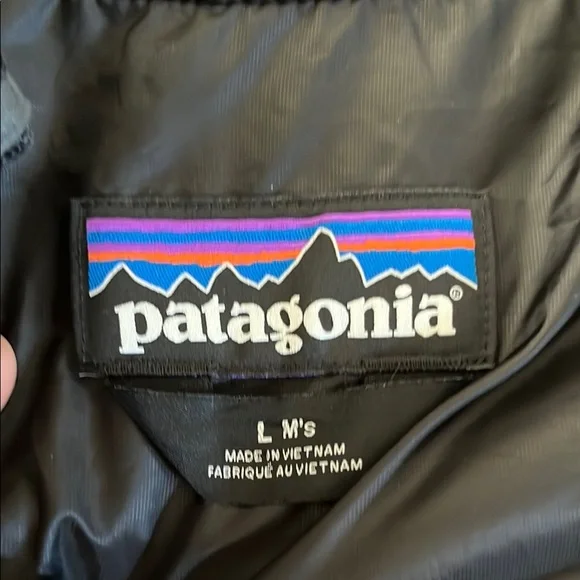 patagonia®
L M's
MADE IN VIETNAM
FABRIQUÉ AU VIETNAM